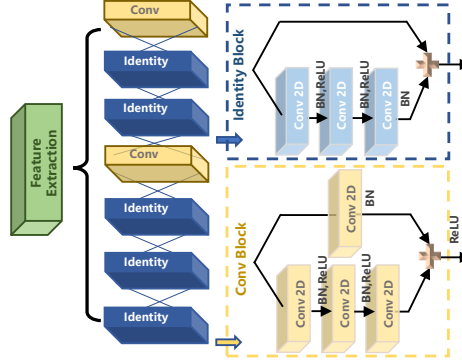 Feature
Extraction
Conv
Identity
Identity
Conv
Identity
Identity
Identity
Identity Block
Conv 2D
BN,ReLU
Conv 2D
BN,ReLU
Conv 2D
BN
Conv Block
Conv 2D
BN
Conv 2D
BN,ReLU
Conv 2D
BN,ReLU
Conv 2D
ReLU